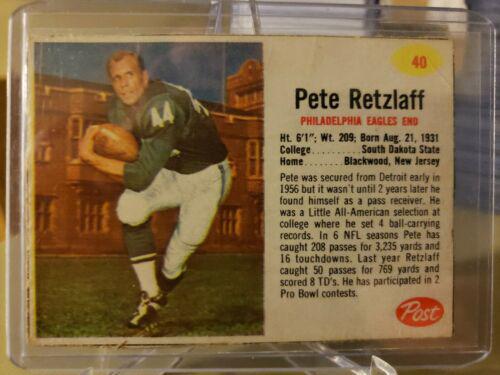 40
Pete Retzlaff
PHILADELPHIA EAGLES END
Ht. 6'1"; Wt. 209; Born Aug. 21, 1931
College..........South Dakota State
Home...........Blackwood, New Jersey
Pete was secured from Detroit early in
1956 but it wasn't until 2 years later he
found himself as a pass receiver. He
was a Little All-American selection at
college where he set 4 ball-carrying
records. In 6 NFL seasons Pete has
caught 208 passes for 3,235 yards and
16 touchdowns. Last year Retzlaff
caught 50 passes for 769 yards and
scored 8 TD's. He has participated in 2
Pro Bowl contests.
Post
44
44